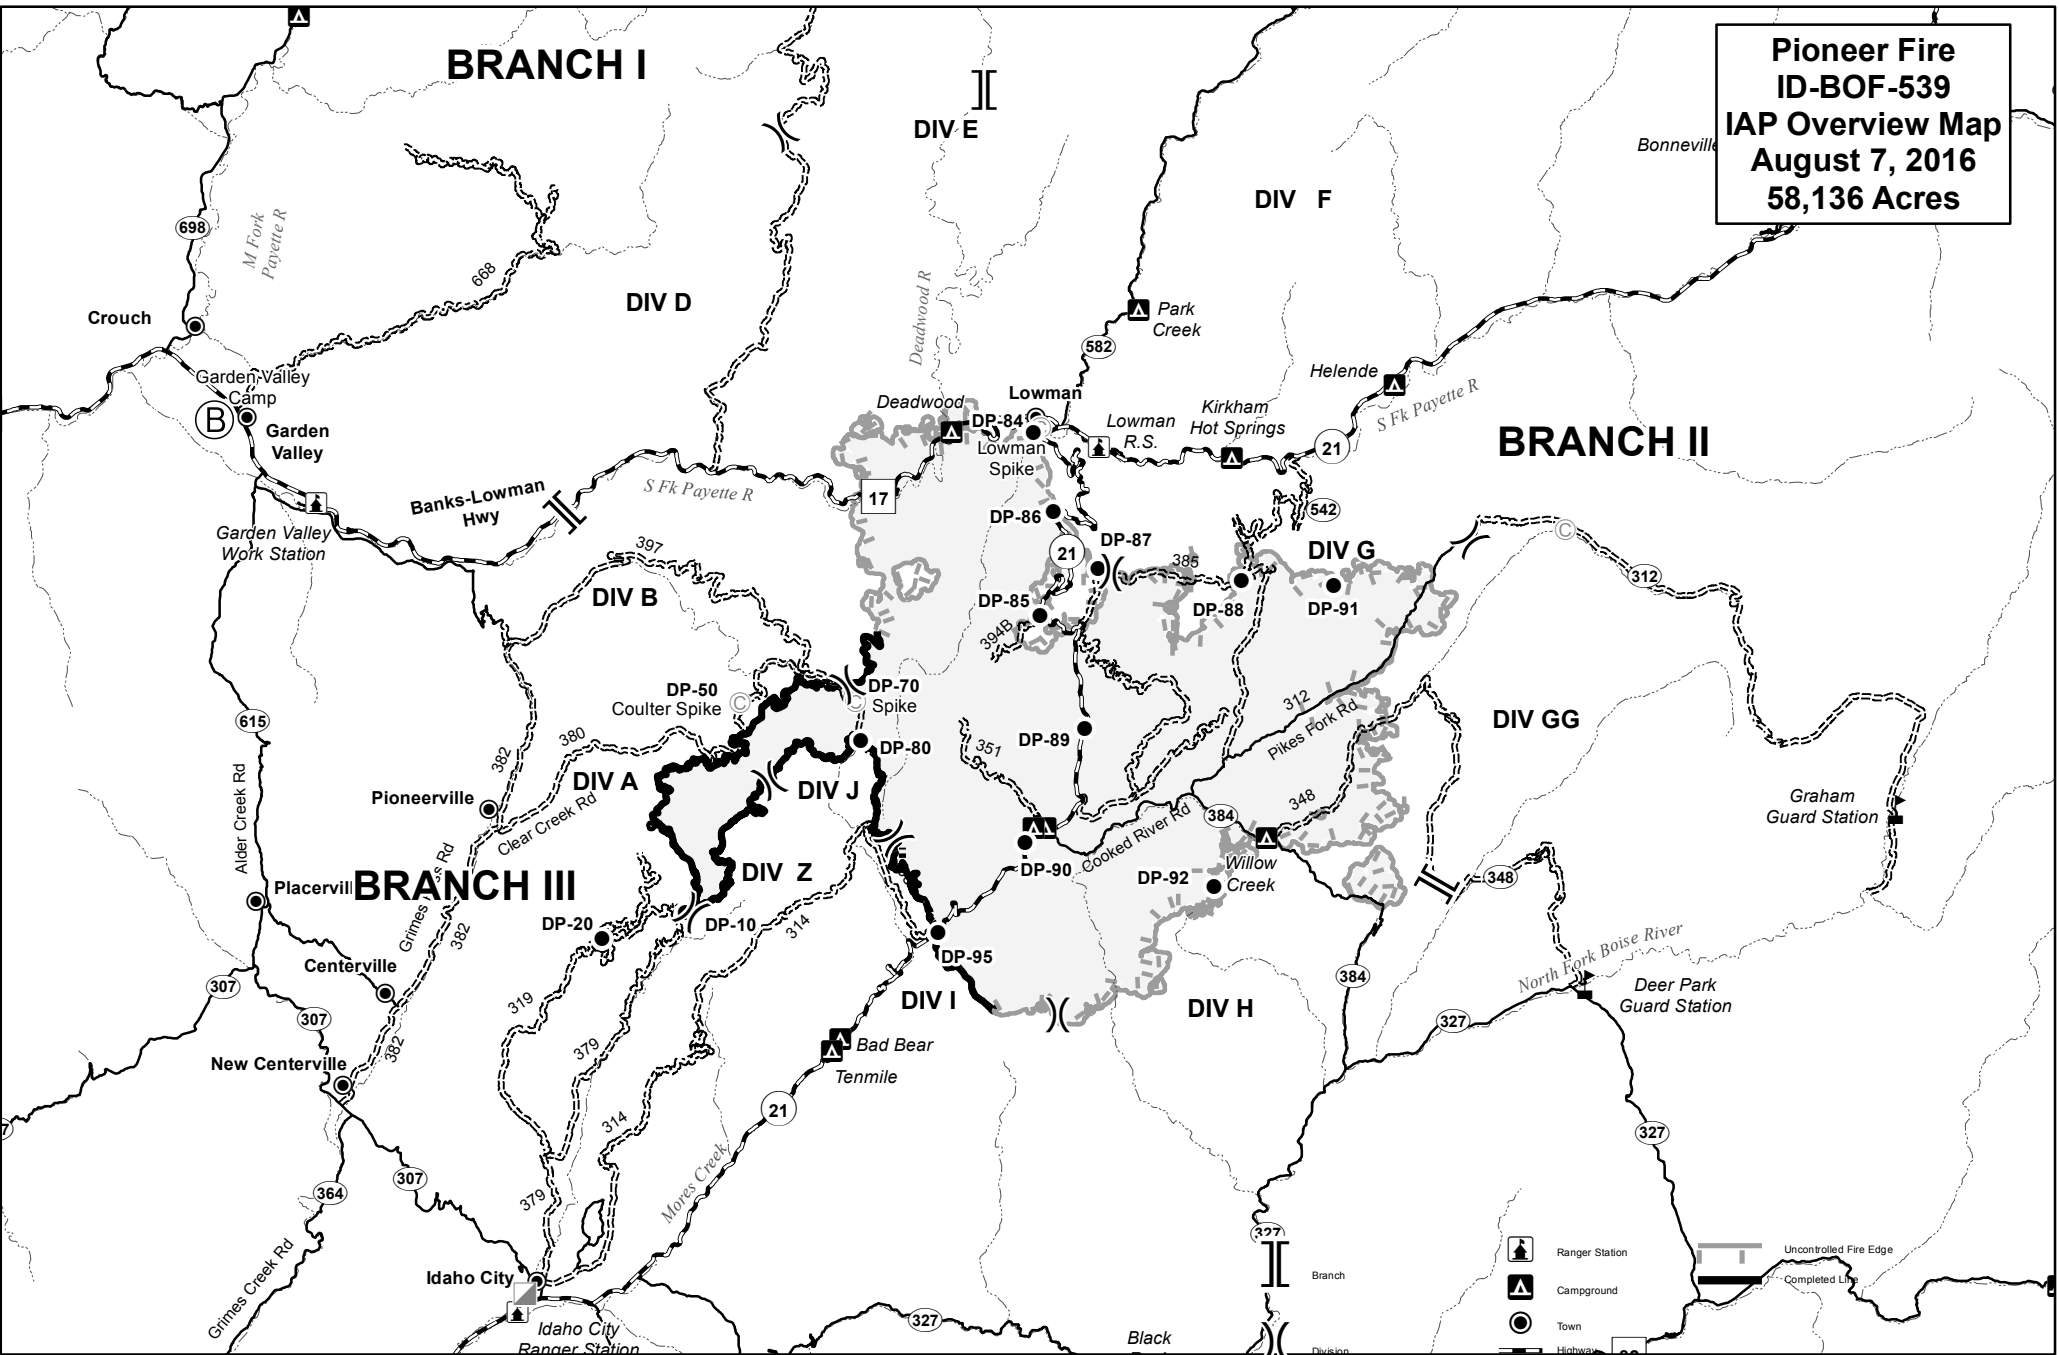 Pioneer Fire
ID-BOF-539
IAP Overview Map
August 7, 2016
58,136 Acres
BRANCH I
DIV E
DIV F
698
M Fork
Payette R
668
DIV D
Crouch
Deadwood R
Park
Creek
582
Helende
S Fk Payette R
Garden Valley
Camp
B
Garden
Valley
Deadwood
DP-84
Lowman
Lowman
Spike
Lowman
R.S.
Kirkham
Hot Springs
21
BRANCH II
Banks-Lowman
Hwy
S Fk Payette R
17
Garden Valley
Work Station
397
DP-86
21
DP-87
385
542
DIV G
C
312
DIV B
DP-85
394B
DP-88
DP-91
DP-50
Coulter Spike
C
DP-70
C
Spike
615
380
382
DP-80
DP-89
351
312
Pikes Fork Rd
DIV GG
DIV A
DIV J
Pioneerville
Clear Creek Rd
Alder Creek Rd
384
348
Cooked River Rd
Graham
Guard Station
DIV Z
DP-90
DP-92
Willow
Creek
348
BRANCH III
382
DP-20
DP-10
314
DP-95
Centerville
307
319
DIV I
DIV H
384
North Fork Boise River
Deer Park
Guard Station
307
382
379
327
New Centerville
Bad Bear
Tenmile
21
314
327
364
307
379
Mores Creek
Grimes Creek Rd
Idaho City
Idaho City
Ranger Station
327
327
Black
Branch
Division
Ranger Station
Campground
Town
Highway
Uncontrolled Fire Edge
Completed Line